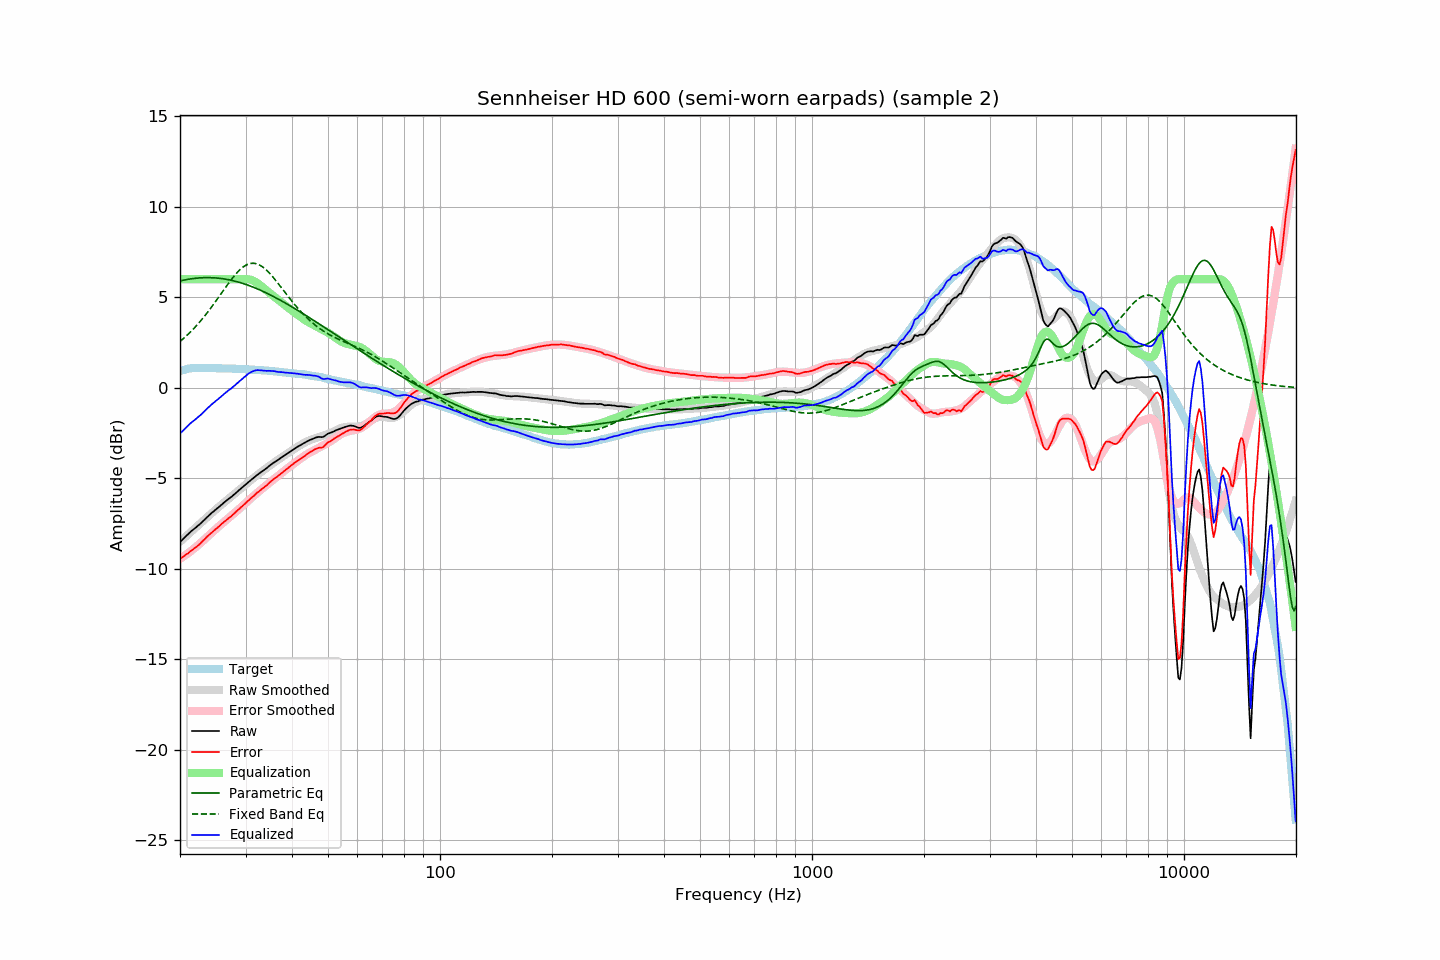 Sennheiser HD 600 (semi-worn earpads) (sample 2)
15
10
5
0
−5
−10
−15
−20
−25
Amplitude (dBr)
Target
Raw Smoothed
Error Smoothed
Raw
Error
Equalization
Parametric Eq
Fixed Band Eq
Equalized
100
1000
10000
Frequency (Hz)